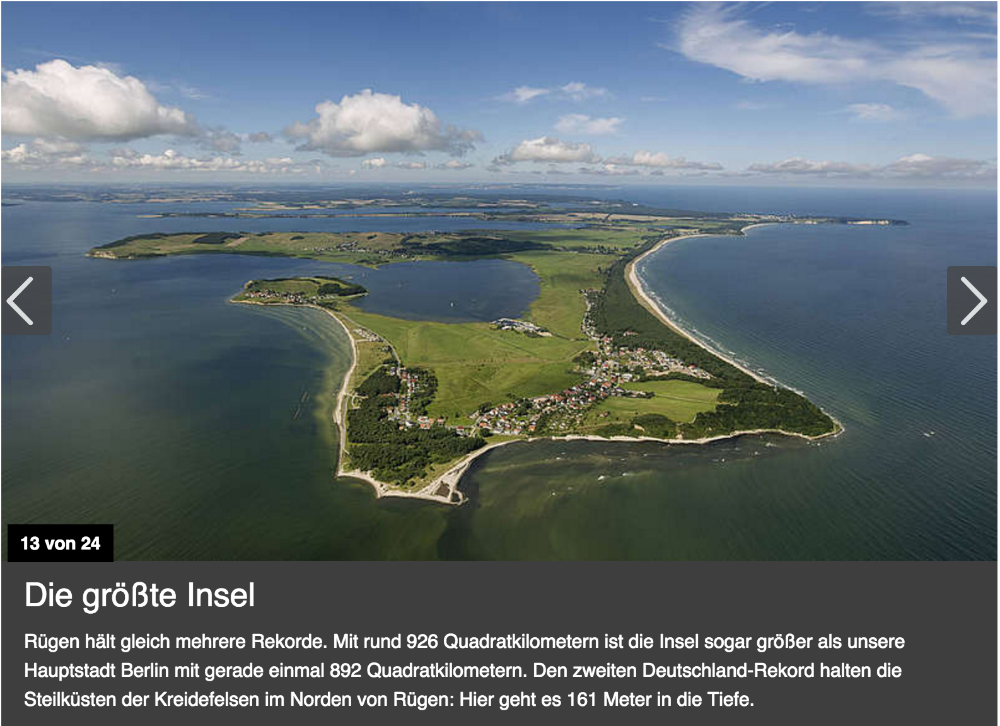 13 von 24
Die größte Insel
Rügen hält gleich mehrere Rekorde. Mit rund 926 Quadratkilometern ist die Insel sogar größer als unsere
Hauptstadt Berlin mit gerade einmal 892 Quadratkilometern. Den zweiten Deutschland-Rekord halten die
Steilküsten der Kreidefelsen im Norden von Rügen: Hier geht es 161 Meter in die Tiefe.